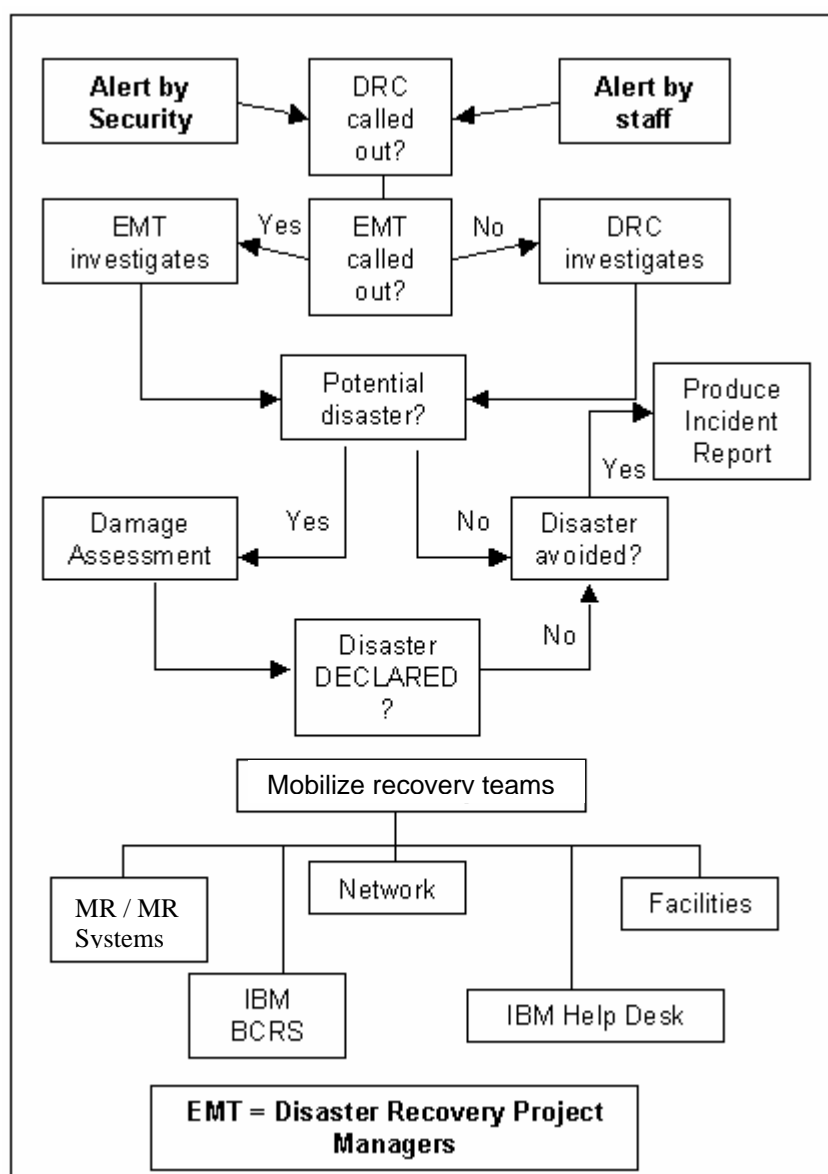 Alert by
Security
DRC
called
out?
Alert by
staff
EMT
investigates
Yes
EMT
called
out?
No
DRC
investigates
Potential
disaster?
Produce
Incident
Report
Yes
Damage
Assessment
Yes
No
Disaster
avoided?
Disaster
DECLARED
?
No
Mobilize recovery teams
MR / MR
Systems
Network
Facilities
IBM
BCRS
IBM Help Desk
EMT = Disaster Recovery Project
Managers